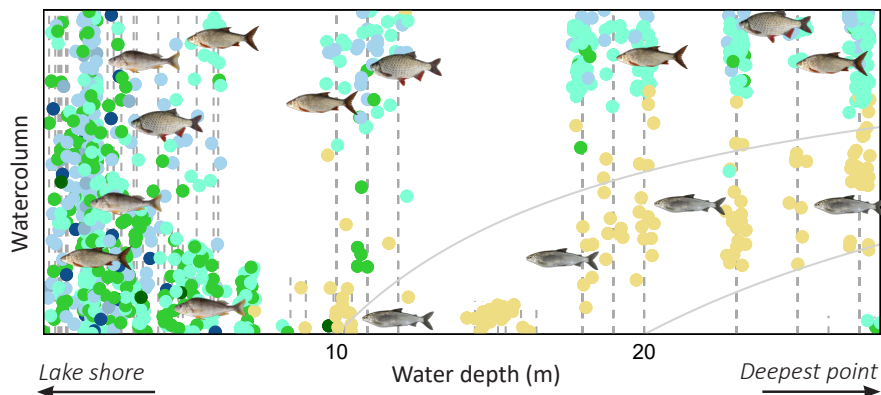 Watercolumn
10
20
Lake shore
Water depth (m)
Deepest point